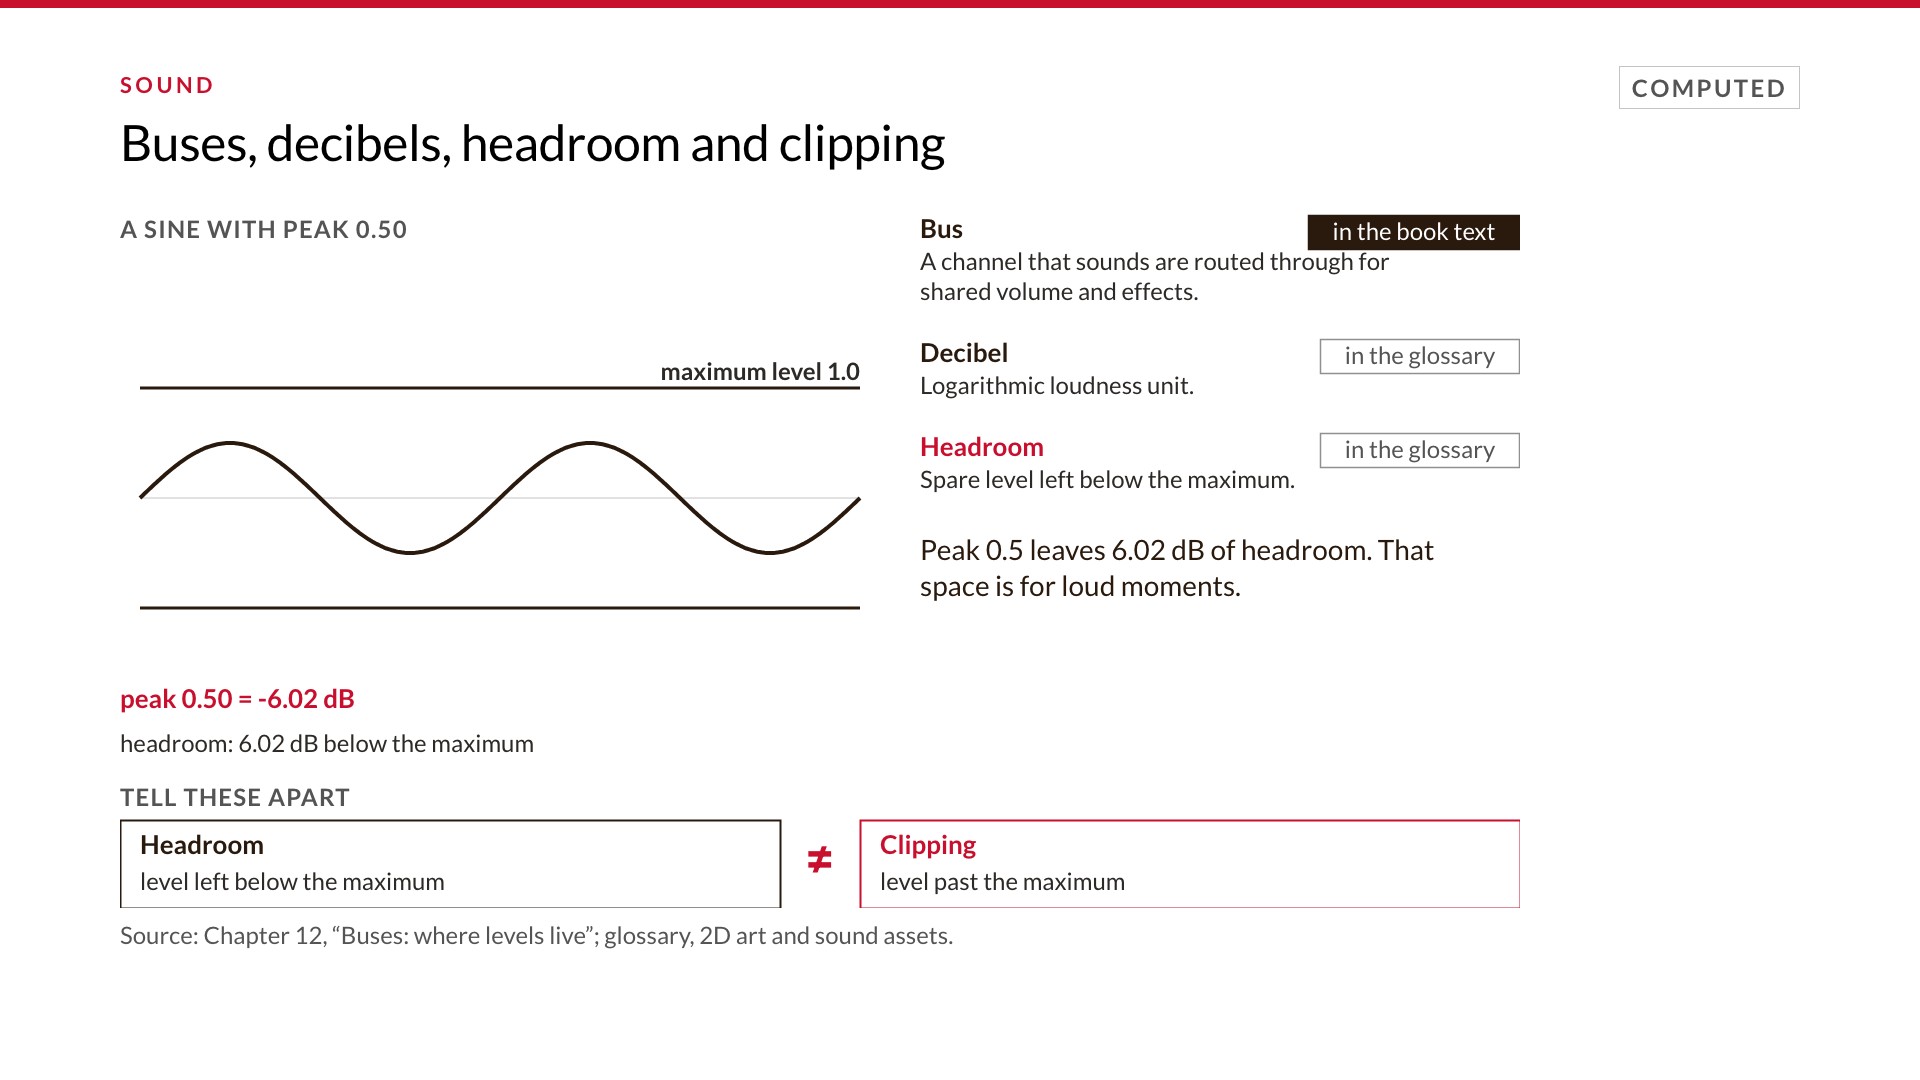 SOUND
COMPUTED
Buses, decibels, headroom and clipping
A SINE WITH PEAK 0.50
maximum level 1.0
peak 0.50 = -6.02 dB
headroom: 6.02 dB below the maximum
Bus
in the book text
A channel that sounds are routed through for
shared volume and effects.
Decibel
in the glossary
Logarithmic loudness unit.
Headroom
in the glossary
Spare level left below the maximum.
Peak 0.5 leaves 6.02 dB of headroom. That
space is for loud moments.
TELL THESE APART
Headroom
level left below the maximum
≠
Clipping
level past the maximum
Source: Chapter 12, “Buses: where levels live”; glossary, 2D art and sound assets.